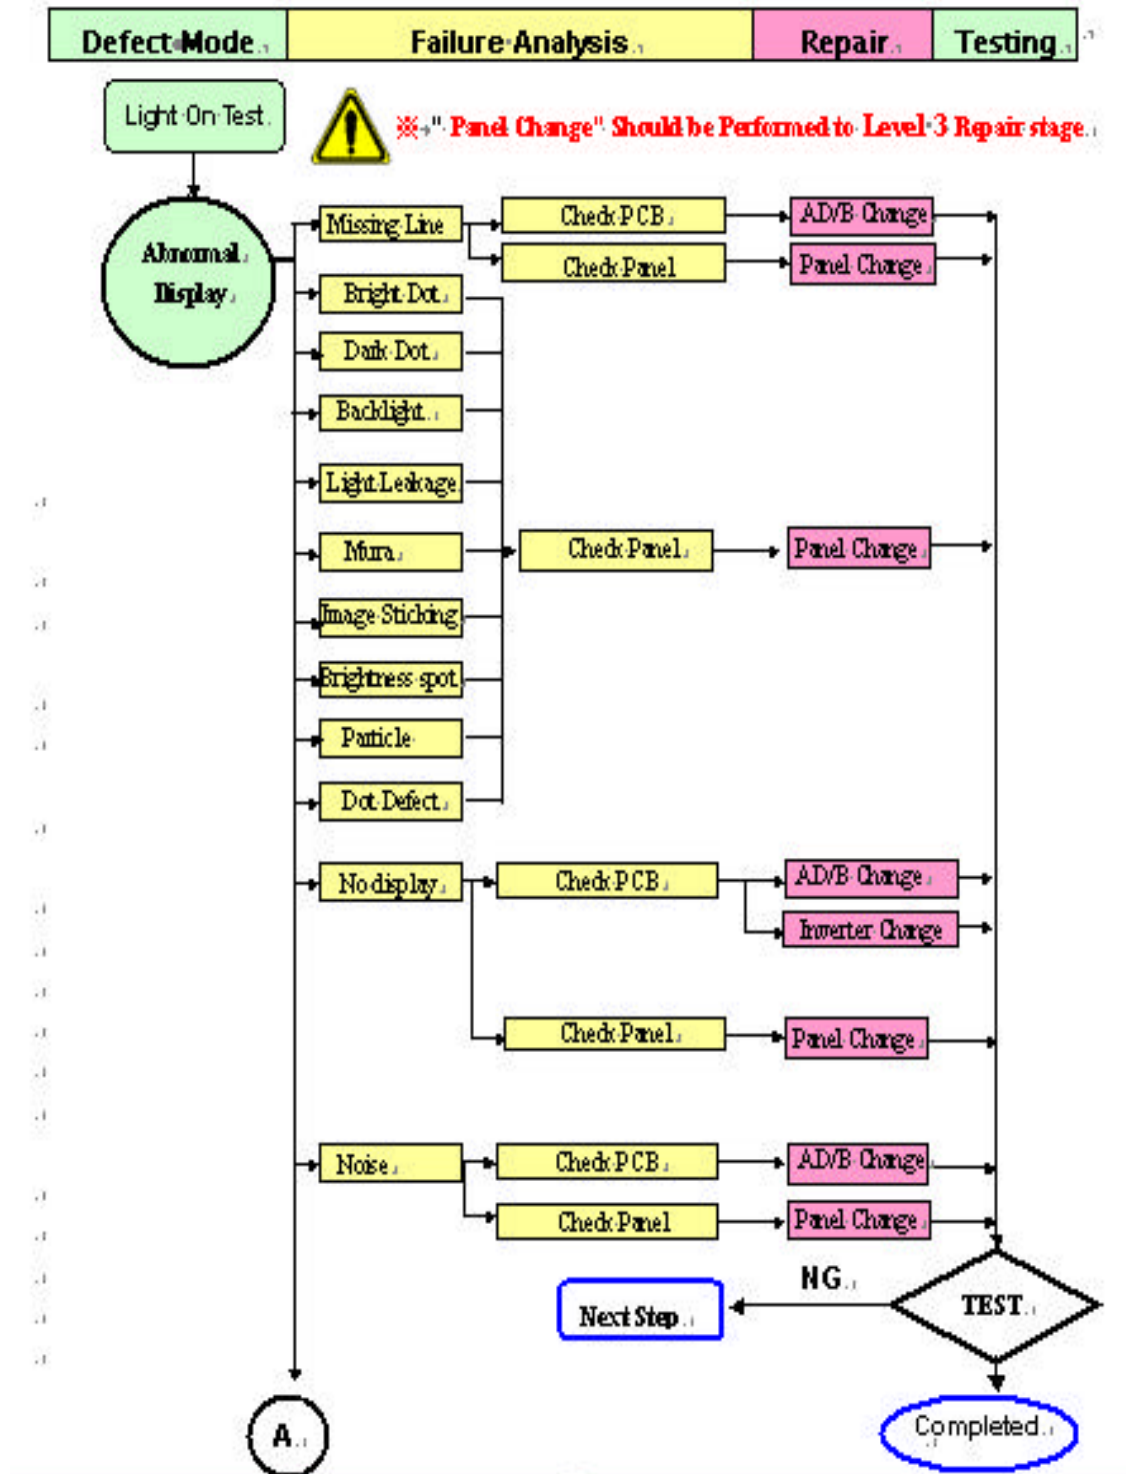 Defect Mode Failure Analysis Repair Testing
Light On Test
※ " Panel Change" Should be Performed to Level 3 Repair stage.
Abnormal
Display
Missing Line
Check PCB
AD/B Change
Check Panel
Panel Change
Bright Dot
Dark Dot
Backlight
Light Leakage
Mura
Check Panel
Panel Change
Image Sticking
Brightness spot
Particle
Dot Defect
No display
Check PCB
AD/B Change
Inverter Change
Check Panel
Panel Change
Noise
Check PCB
AD/B Change
Check Panel
Panel Change
NG
TEST
Next Step
A
Completed